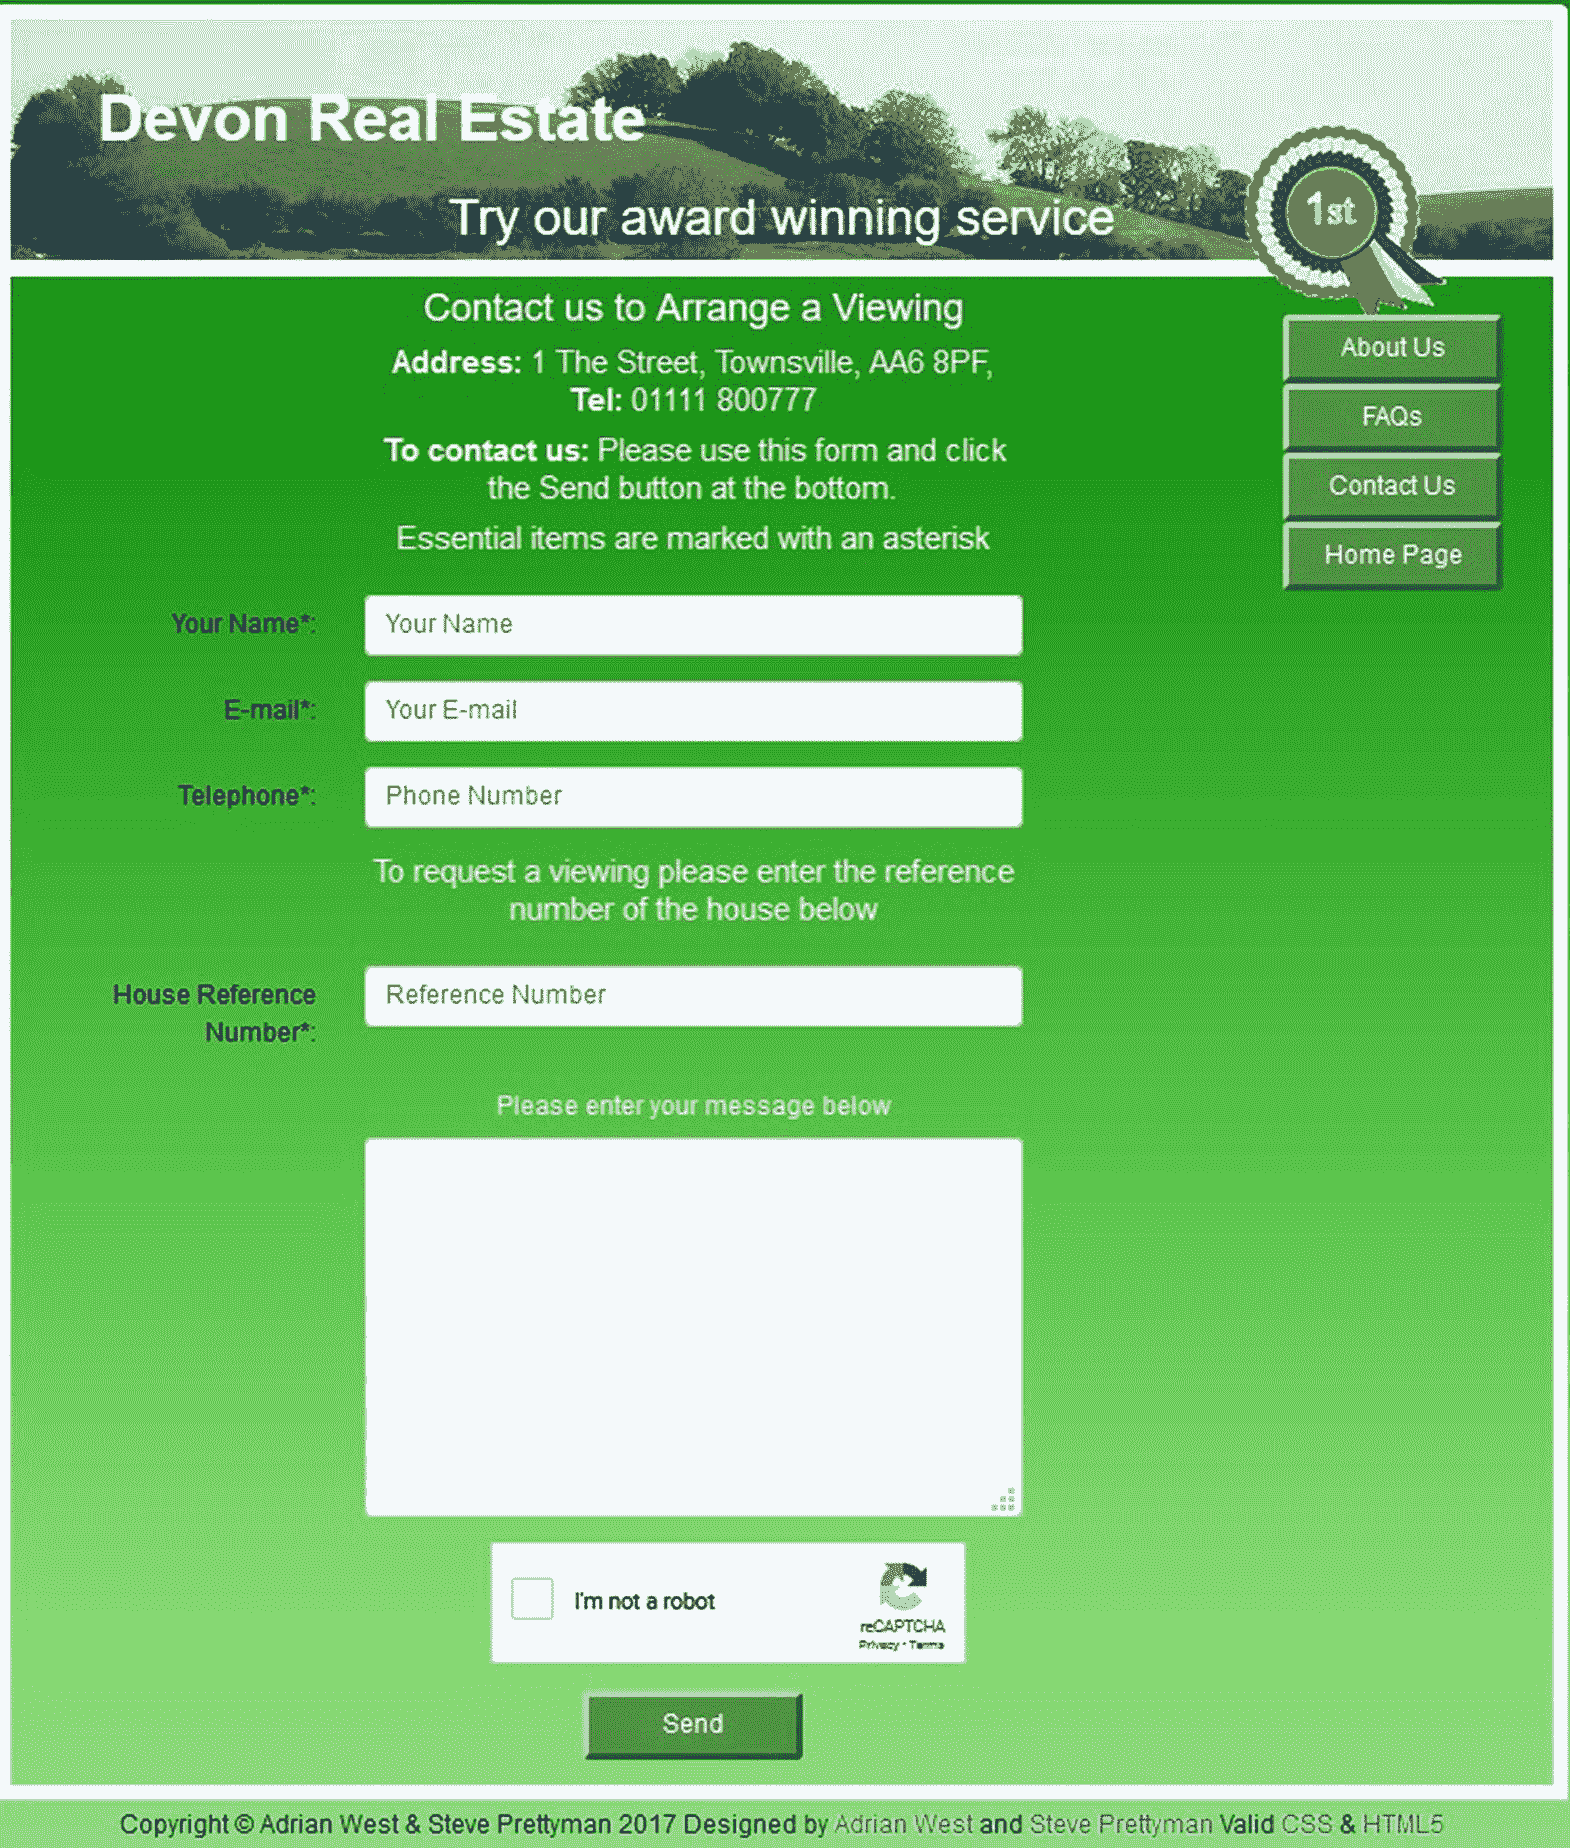 Devon Real Estate
Try our award winning service
1st
Contact us to Arrange a Viewing
Address: 1 The Street, Townsville, AA6 8PF,
Tel: 01111 800777
To contact us: Please use this form and click
the Send button at the bottom.
Essential items are marked with an asterisk
About Us
FAQs
Contact Us
Home Page
Your Name*: Your Name
E-mail*: Your E-mail
Telephone*: Phone Number
To request a viewing please enter the reference
number of the house below
House Reference Reference Number
Number*:
Please enter your message below
I'm not a robot
reCAPTCHA
Privacy - Terms
Send
Copyright © Adrian West & Steve Prettyman 2017 Designed by Adrian West and Steve Prettyman Valid CSS & HTML5